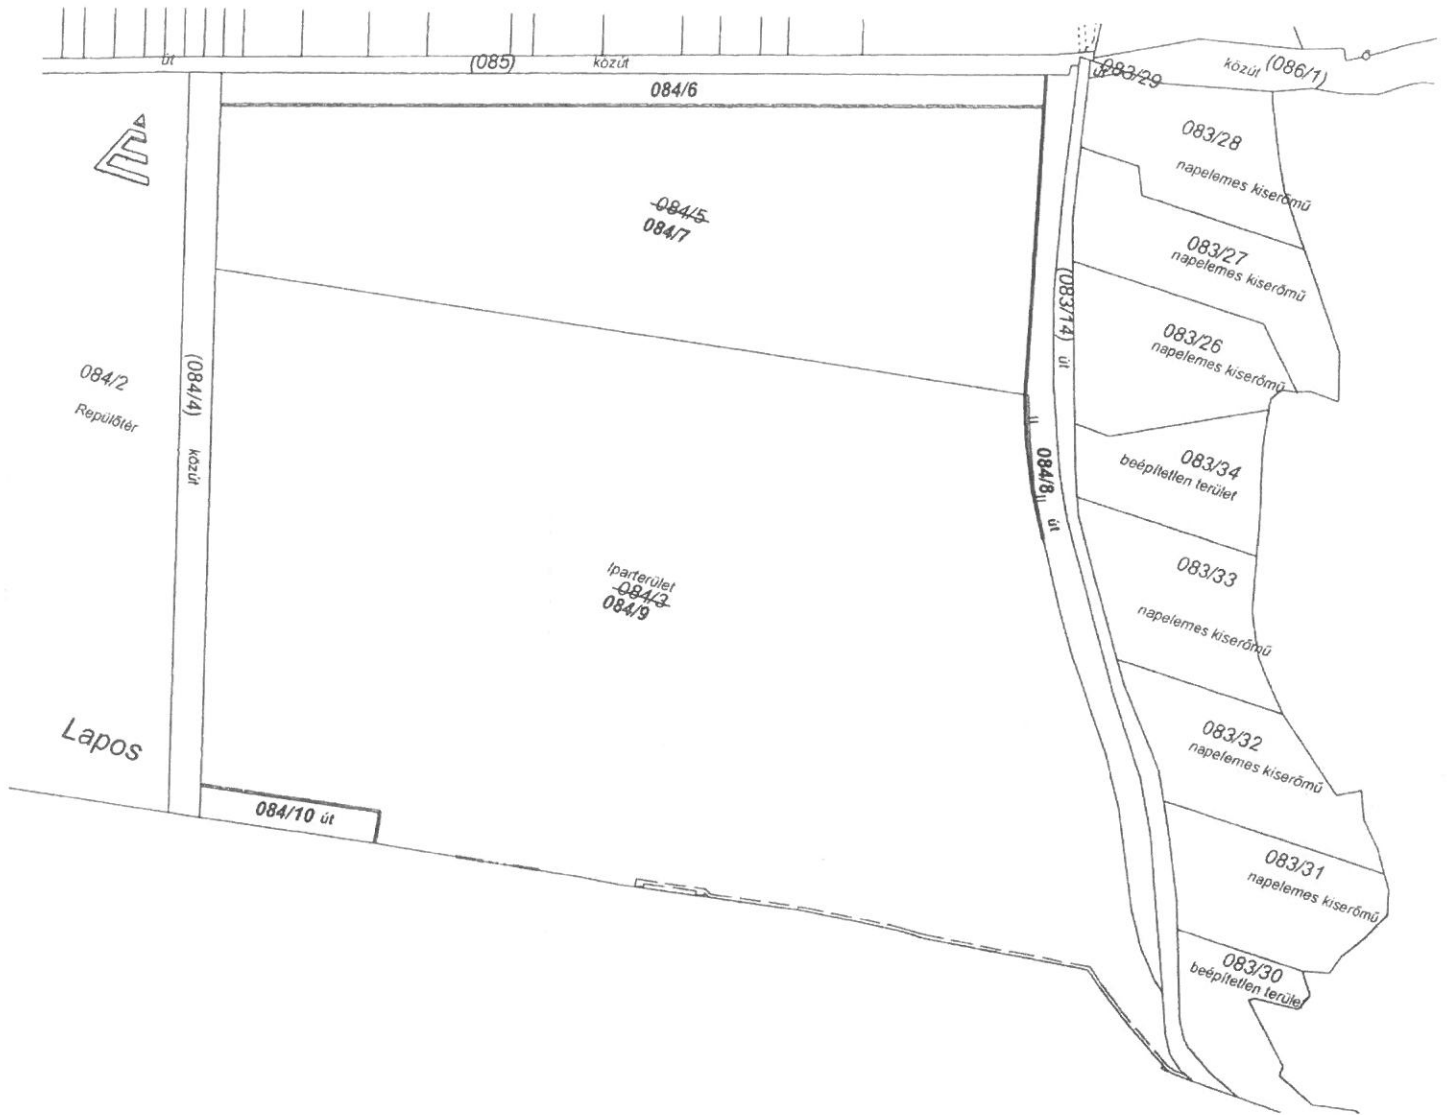 út
(085)
közút
út
083/29
közút (086/1)
084/6
083/28
napelemes kiserőmű
084/5
084/7
083/27
napelemes kiserőmű
(083/14) út
083/26
napelemes kiserőmű
084/2
Repülőtér
(084/4) közút
084/8 út
083/34
beépítetlen terület
083/33
napelemes kiserőmű
Iparterület
084/3
084/9
Lapos
083/32
napelemes kiserőmű
084/10 út
083/31
napelemes kiserőmű
083/30
beépítetlen terüle